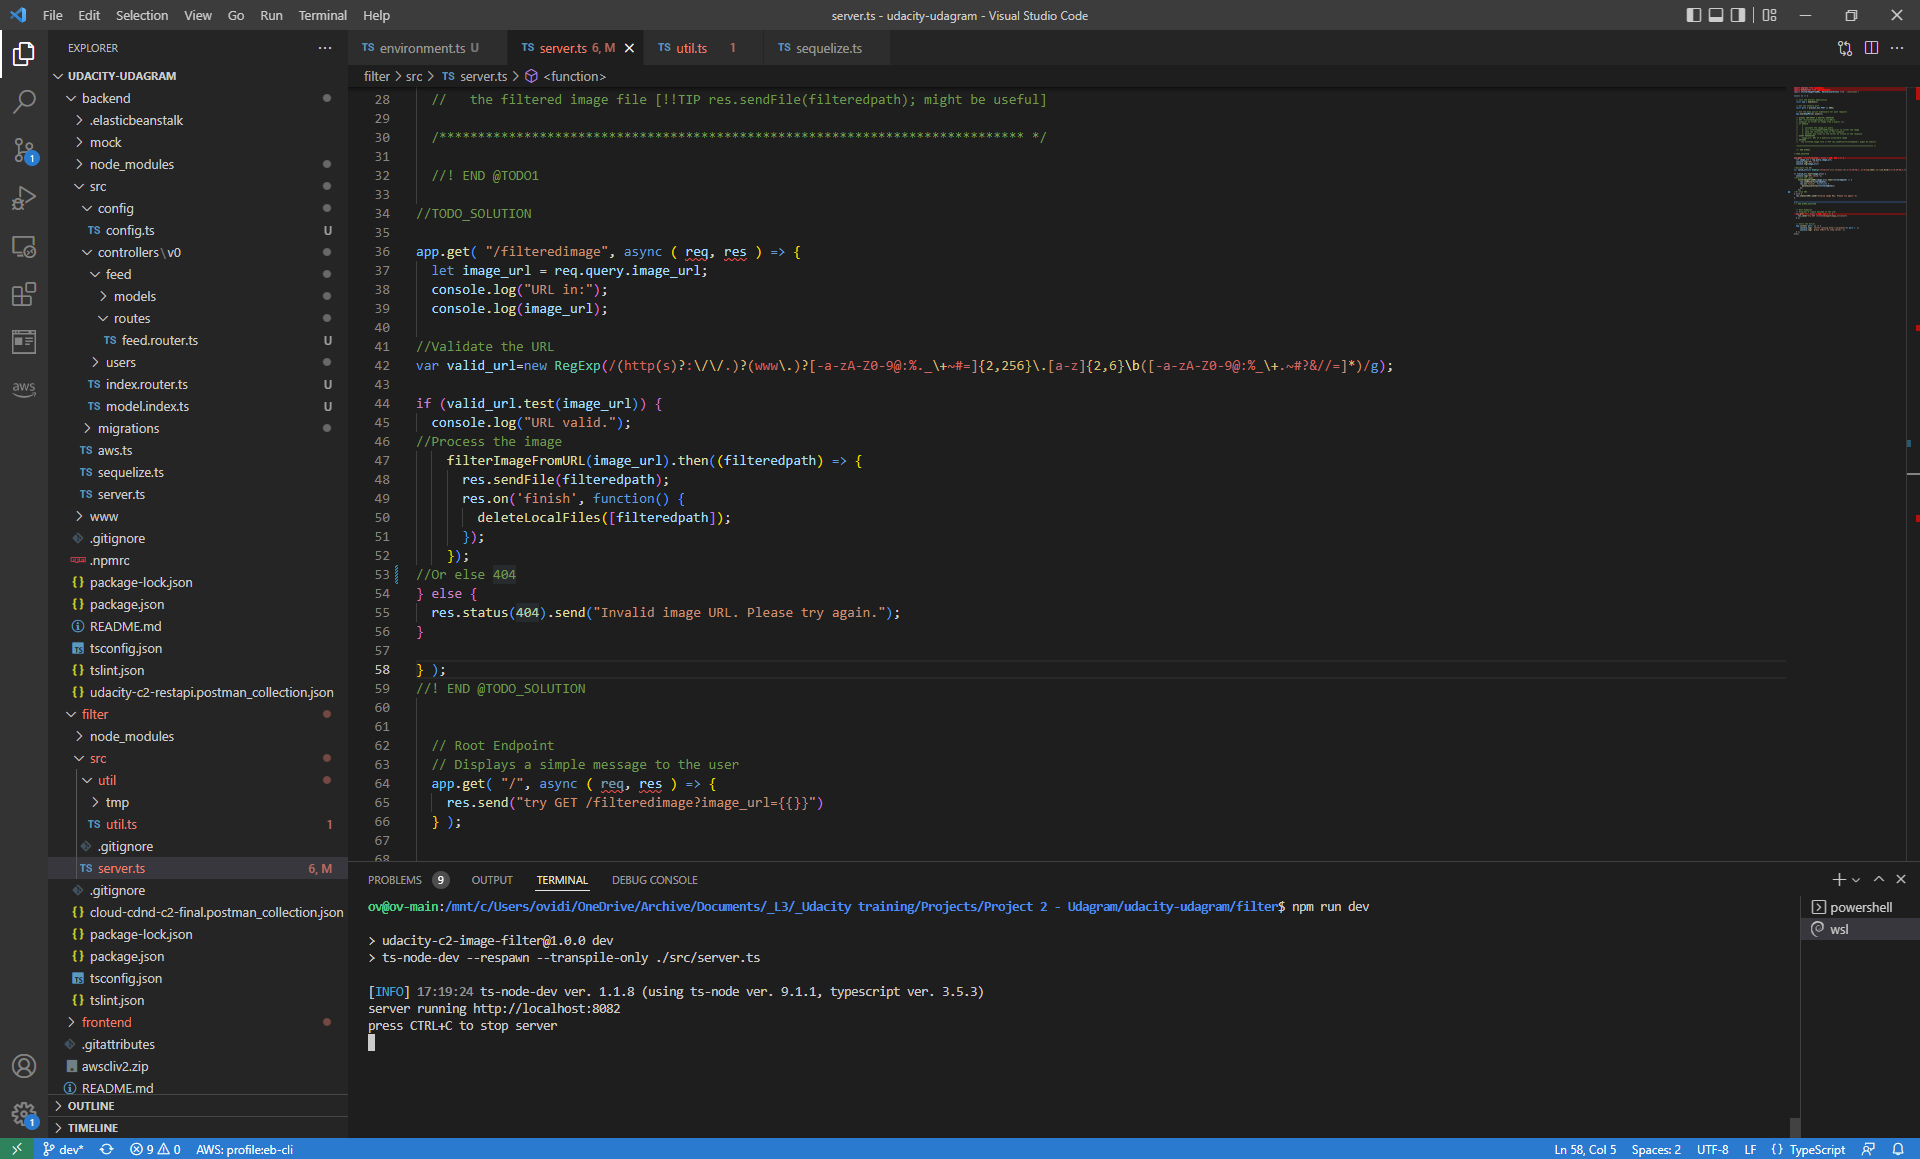 File Edit Selection View Go Run Terminal Help
server.ts - udacity-udagram - Visual Studio Code
EXPLORER
UDACITY-UDAGRAM
backend
.elasticbeanstalk
mock
node_modules
src
config
TS config.ts U
controllers\v0
feed
models
routes
TS feed.router.ts U
users
TS index.router.ts U
TS model.index.ts U
migrations
TS aws.ts
TS sequelize.ts
TS server.ts
www
.gitignore
.npmrc
{} package-lock.json
{} package.json
README.md
tsconfig.json
{} tslint.json
{} udacity-c2-restapi.postman_collection.json
filter
node_modules
src
util
tmp
TS util.ts 1
.gitignore
TS server.ts 6, M
.gitignore
{} cloud-cdnd-c2-final.postman_collection.json
{} package-lock.json
{} package.json
tsconfig.json
{} tslint.json
frontend
.gitattributes
awscliv2.zip
README.md
OUTLINE
TIMELINE
aws
1
1
TS environment.ts U
TS server.ts 6, M
TS util.ts 1
TS sequelize.ts
filter > src > TS server.ts > <function>
28 //   the filtered image file [!!TIP res.sendFile(filteredpath); might be useful]
29
30 /**************************************************************************** */
31
32 //! END @TODO1
33
34 //TODO_SOLUTION
35
36 app.get( "/filteredimage", async ( req, res ) => {
37 let image_url = req.query.image_url;
38 console.log("URL in:");
39 console.log(image_url);
40
41 //Validate the URL
42 var valid_url=new RegExp(/(http(s)?:\/\/.)?(www\.)?[-a-zA-Z0-9@:%._\+~#=]{2,256}\.[a-z]{2,6}\b([-a-zA-Z0-9@:%_\+.~#?&//=]*)/g);
43
44 if (valid_url.test(image_url)) {
45 console.log("URL valid.");
46 //Process the image
47 filterImageFromURL(image_url).then((filteredpath) => {
48 res.sendFile(filteredpath);
49 res.on('finish', function() {
50 deleteLocalFiles([filteredpath]);
51 });
52 });
53 //Or else 404
54 } else {
55 res.status(404).send("Invalid image URL. Please try again.");
56 }
57
58 } );
59 //! END @TODO_SOLUTION
60
61
62 // Root Endpoint
63 // Displays a simple message to the user
64 app.get( "/", async ( req, res ) => {
65 res.send("try GET /filteredimage?image_url={{}}")
66 } );
67
68
PROBLEMS 9 OUTPUT TERMINAL DEBUG CONSOLE
ov@ov-main:/mnt/c/Users/ovidi/OneDrive/Archive/Documents/_L3/_Udacity training/Projects/Project 2 - Udagram/udacity-udagram/filter$ npm run dev
> udacity-c2-image-filter@1.0.0 dev
> ts-node-dev --respawn --transpile-only ./src/server.ts
[INFO] 17:19:24 ts-node-dev ver. 1.1.8 (using ts-node ver. 9.1.1, typescript ver. 3.5.3)
server running http://localhost:8082
press CTRL+C to stop server
powershell
wsl
dev* 9 0 AWS: profile:eb-cli
Ln 58, Col 5 Spaces: 2 UTF-8 LF {} TypeScript